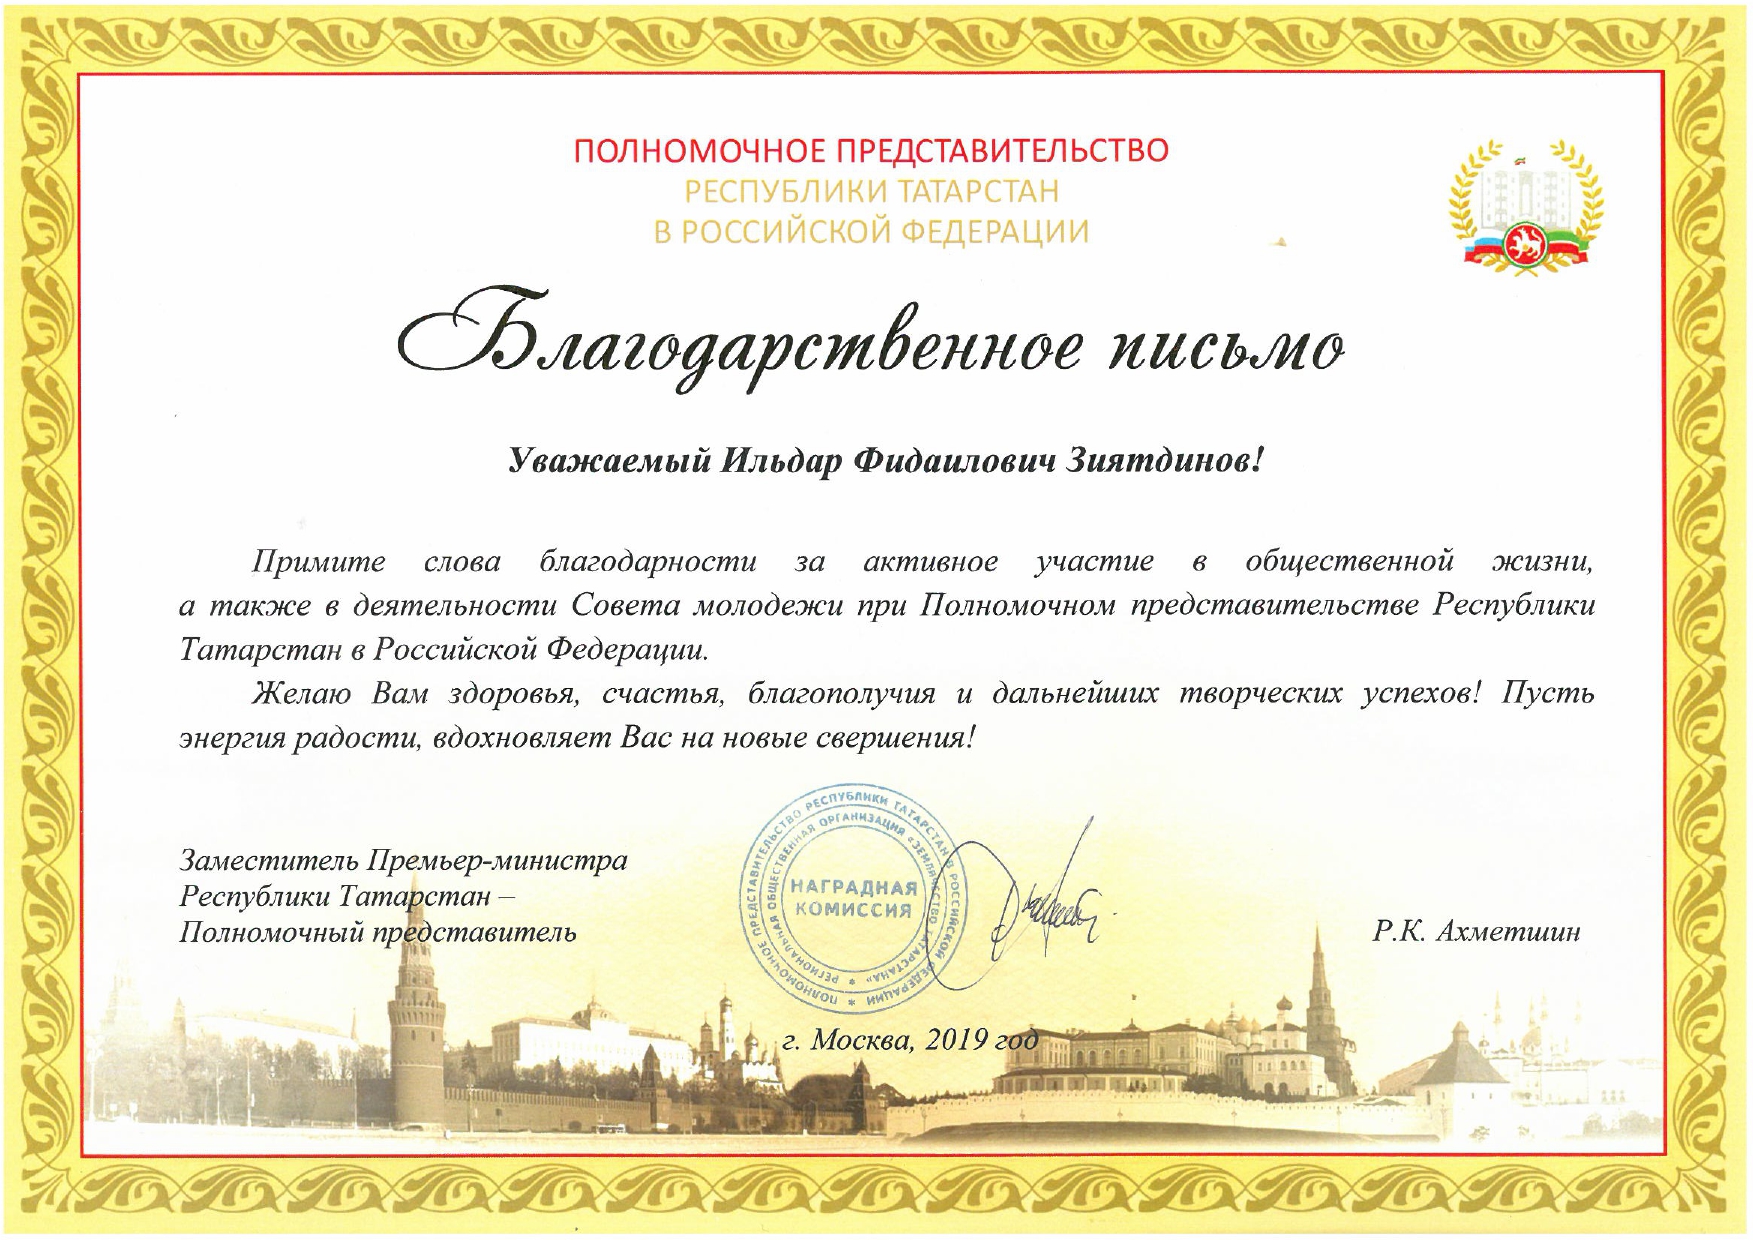 ПОЛНОМОЧНОЕ ПРЕДСТАВИТЕЛЬСТВО
РЕСПУБЛИКИ ТАТАРСТАН
В РОССИЙСКОЙ ФЕДЕРАЦИИ
Благодарственное письмо
Уважаемый Ильдар Фидаилович Зиятдинов!
Примите слова благодарности за активное участие в общественной жизни,
а также в деятельности Совета молодежи при Полномочном представительстве Республики
Татарстан в Российской Федерации.
Желаю Вам здоровья, счастья, благополучия и дальнейших творческих успехов! Пусть
энергия радости, вдохновляет Вас на новые свершения!
Заместитель Премьер-министра
Республики Татарстан –
Полномочный представитель
ПОЛНОМОЧНОЕ ПРЕДСТАВИТЕЛЬСТВО РЕСПУБЛИКИ ТАТАРСТАН В РОССИЙСКОЙ ФЕДЕРАЦИИ *
РЕГИОНАЛЬНАЯ ОБЩЕСТВЕННАЯ ОРГАНИЗАЦИЯ «ЗЕМЛЯЧЕСТВО ТАТАРСТАНА» *
НАГРАДНАЯ
КОМИССИЯ
Р.К. Ахметшин
г. Москва, 2019 год